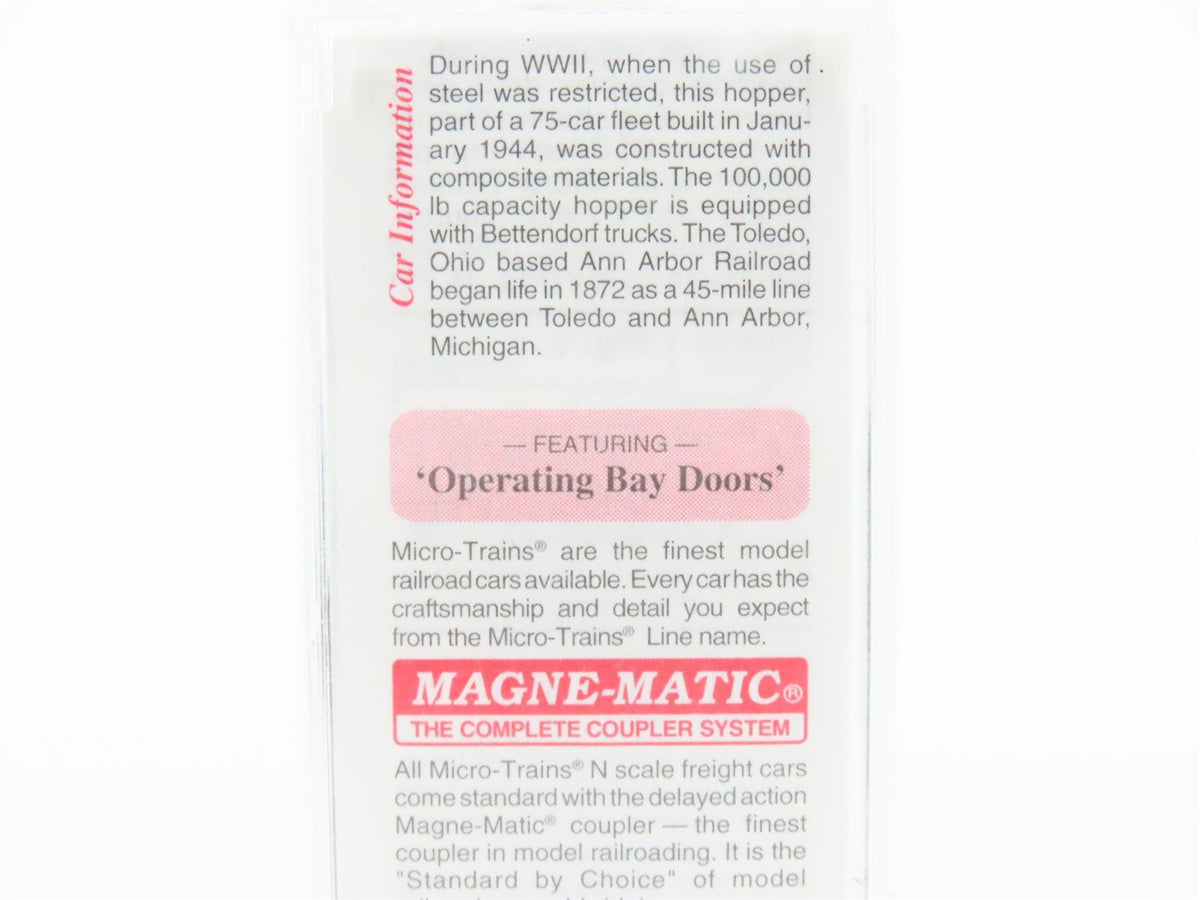 Car Information
During WWII, when the use of
steel was restricted, this hopper,
part of a 75-car fleet built in Janu-
ary 1944, was constructed with
composite materials. The 100,000
lb capacity hopper is equipped
with Bettendorf trucks. The Toledo,
Ohio based Ann Arbor Railroad
began life in 1872 as a 45-mile line
between Toledo and Ann Arbor,
Michigan.
— FEATURING —
‘Operating Bay Doors’
Micro-Trains® are the finest model
railroad cars available. Every car has the
craftsmanship and detail you expect
from the Micro-Trains® Line name.
MAGNE-MATIC®
THE COMPLETE COUPLER SYSTEM
All Micro-Trains® N scale freight cars
come standard with the delayed action
Magne-Matic® coupler — the finest
coupler in model railroading. It is the
"Standard by Choice" of model